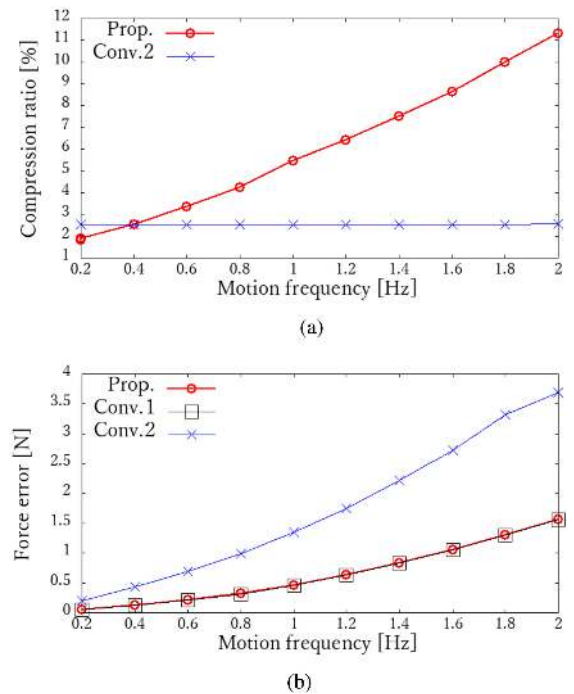 12
11
10
9
8
7
6
5
4
3
2
1
Compression ratio [%]
Prop.
Conv.2
0.2 0.4 0.6 0.8 1 1.2 1.4 1.6 1.8 2
Motion frequency [Hz]
(a)
4
3.5
3
2.5
2
1.5
1
0.5
0
Force error [N]
Prop.
Conv.1
Conv.2
0.2 0.4 0.6 0.8 1 1.2 1.4 1.6 1.8 2
Motion frequency [Hz]
(b)